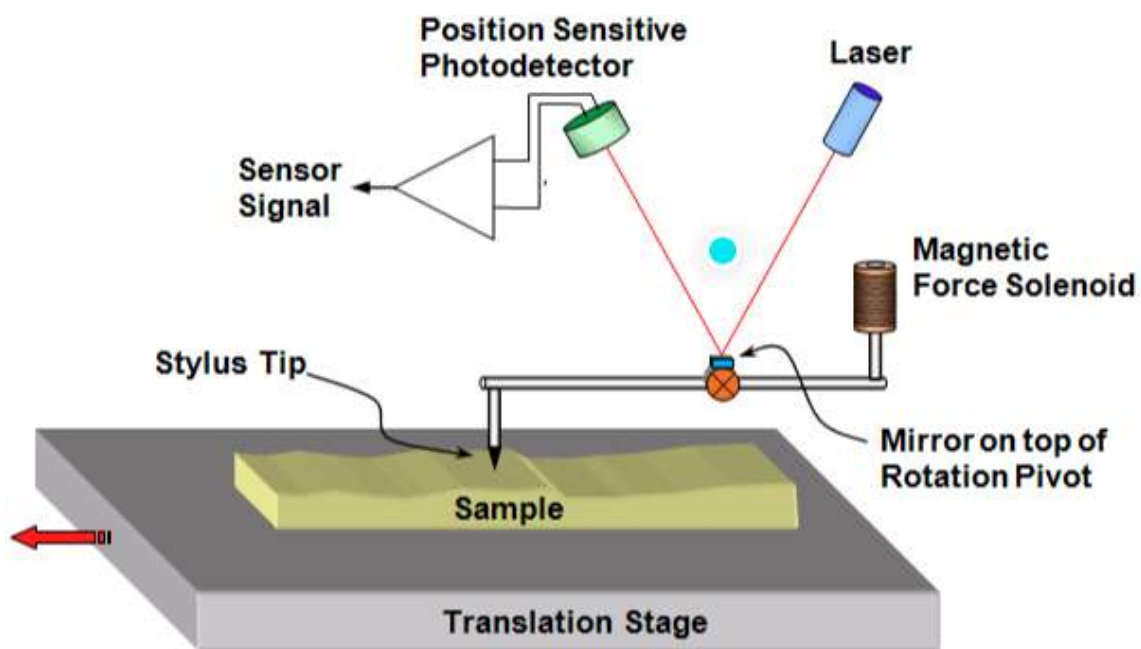 Position Sensitive
Photodetector
Laser
Sensor
Signal
Magnetic
Force Solenoid
Stylus Tip
Mirror on top of
Rotation Pivot
Sample
Translation Stage